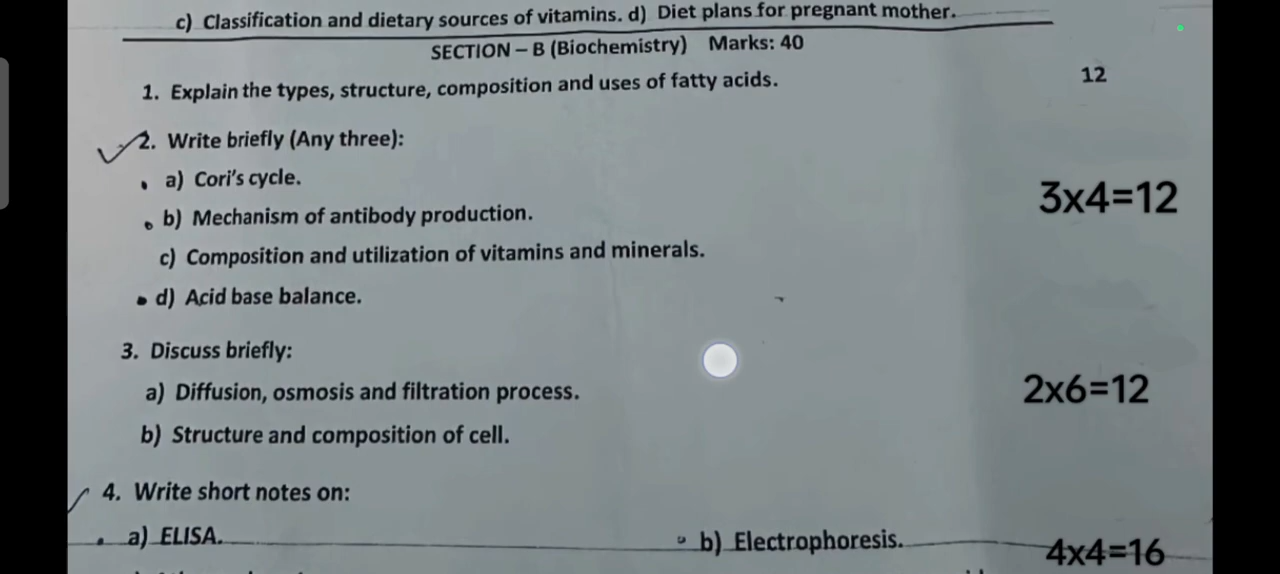 c) Classification and dietary sources of vitamins. d) Diet plans for pregnant mother.
SECTION – B (Biochemistry) Marks: 40
1. Explain the types, structure, composition and uses of fatty acids. 12
2. Write briefly (Any three):
a) Cori's cycle.
3x4=12
b) Mechanism of antibody production.
c) Composition and utilization of vitamins and minerals.
d) Acid base balance.
3. Discuss briefly:
a) Diffusion, osmosis and filtration process. 2x6=12
b) Structure and composition of cell.
4. Write short notes on:
a) ELISA. b) Electrophoresis. 4x4=16